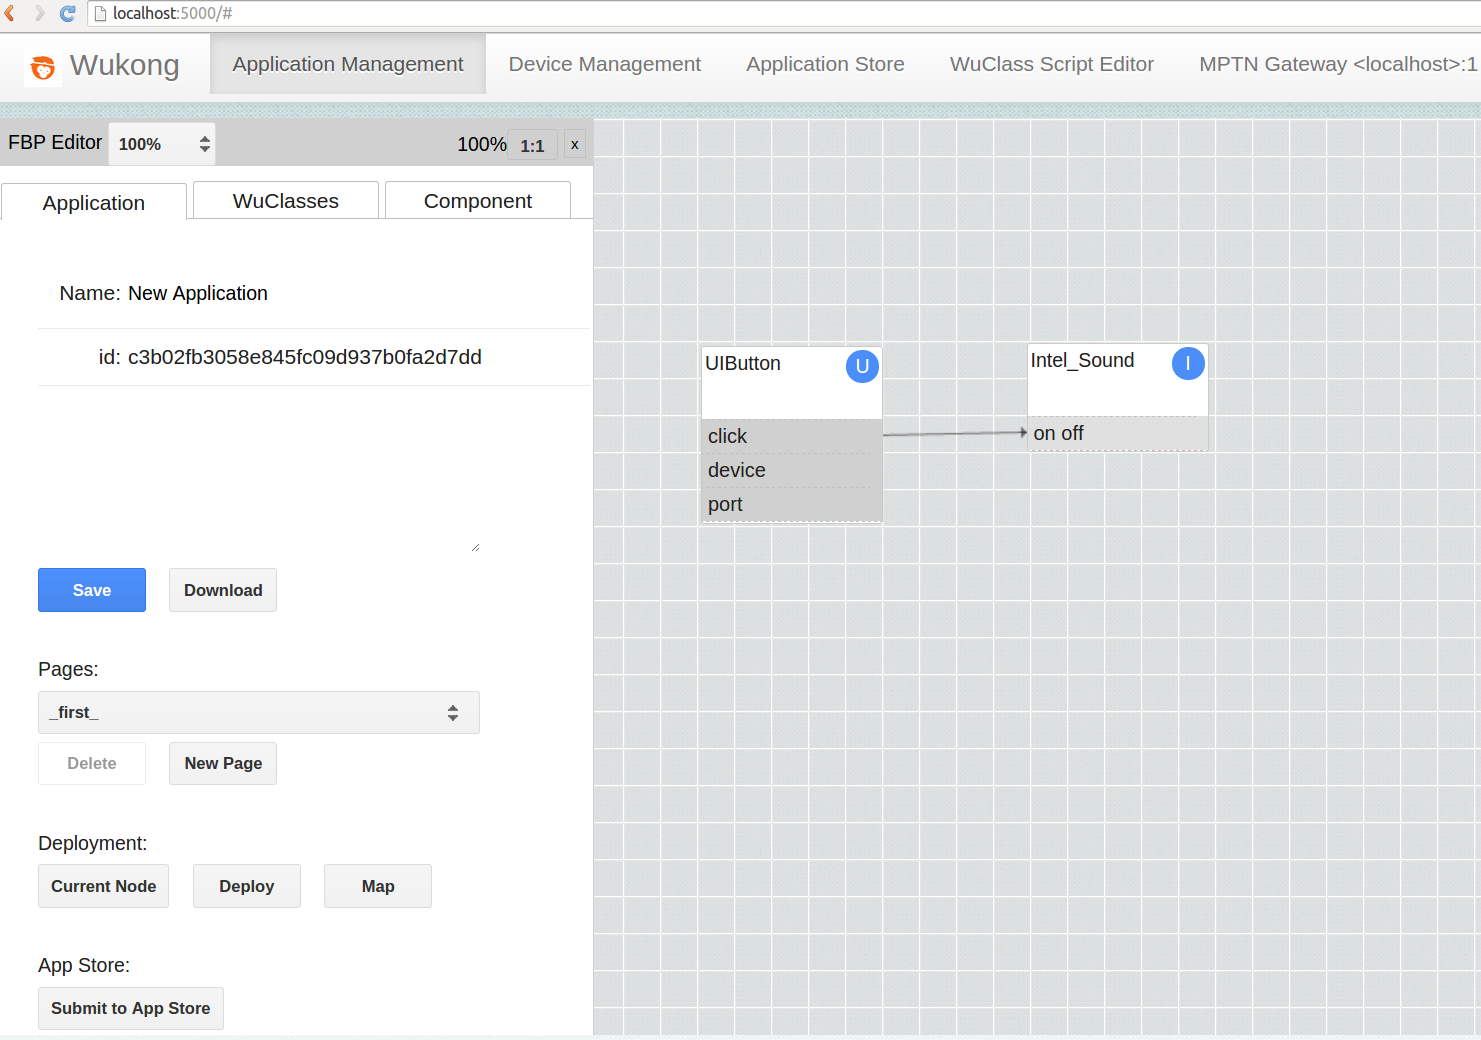 localhost:5000/#
Wukong
Application Management
Device Management
Application Store
WuClass Script Editor
MPTN Gateway <localhost>:1
FBP Editor
100%
100%
1:1
x
Application
WuClasses
Component
Name: New Application
id: c3b02fb3058e845fc09d937b0fa2d7dd
Save
Download
Pages:
_first_
Delete
New Page
Deployment:
Current Node
Deploy
Map
App Store:
Submit to App Store
UIButton
U
click
device
port
Intel_Sound
I
on off